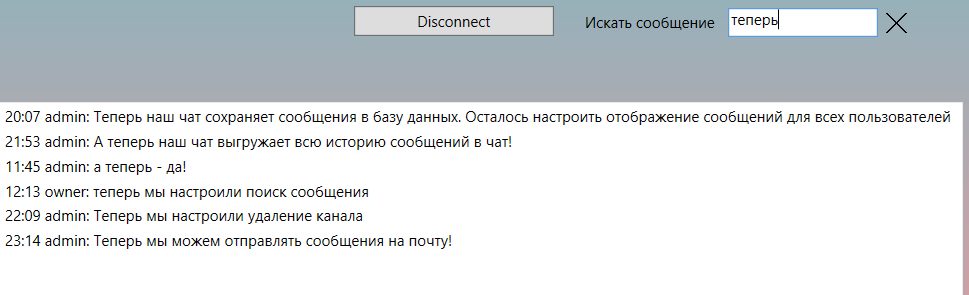 Disconnect Искать сообщение теперь
20:07 admin: Теперь наш чат сохраняет сообщения в базу данных. Осталось настроить отображение сообщений для всех пользователей
21:53 admin: А теперь наш чат выгружает всю историю сообщений в чат!
11:45 admin: а теперь - да!
12:13 owner: теперь мы настроили поиск сообщения
22:09 admin: Теперь мы настроили удаление канала
23:14 admin: Теперь мы можем отправлять сообщения на почту!